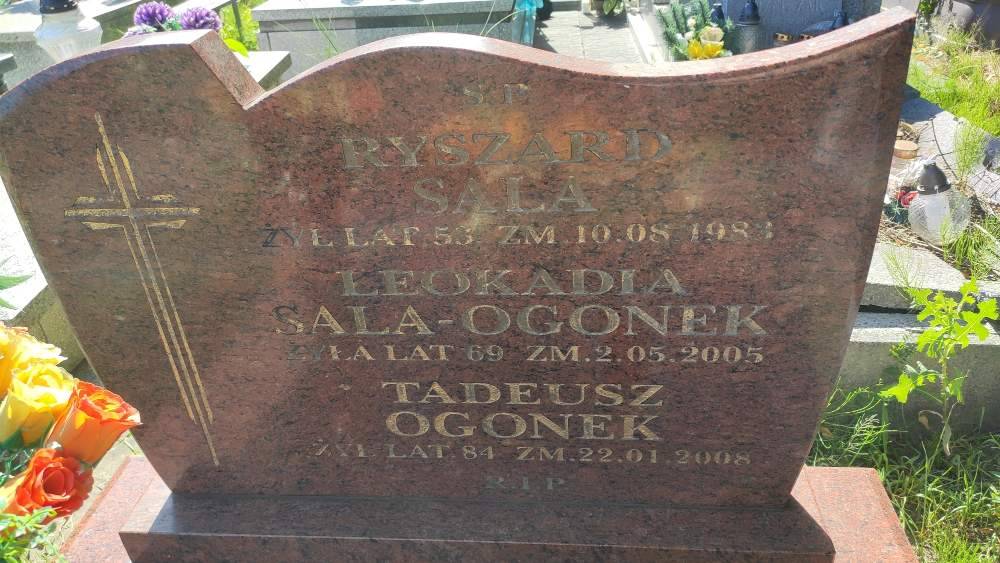 Ś.P.
RYSZARD
SALA
ŻYŁ LAT 53 ZM.10.08.1983
LEOKADIA
SALA-OGONEK
ŻYŁA LAT 69 ZM.2.05.2005
TADEUSZ
OGONEK
ŻYŁ LAT.84 ZM.22.01.2008
R.I.P